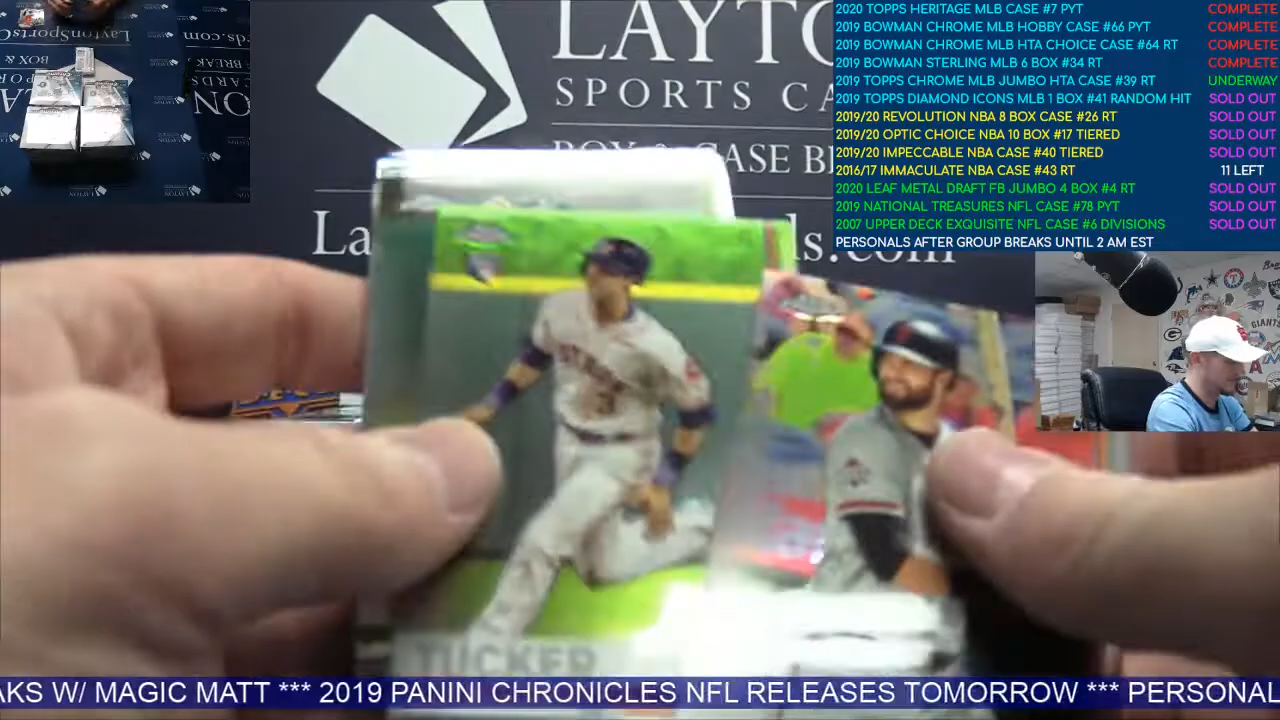 LAYTO
SPORTS CA
BOX & CASE B
La
ds.com
2020 TOPPS HERITAGE MLB CASE #7 PYT COMPLETE
2019 BOWMAN CHROME MLB HOBBY CASE #66 PYT COMPLETE
2019 BOWMAN CHROME MLB HTA CHOICE CASE #64 RT COMPLETE
2019 BOWMAN STERLING MLB 6 BOX #34 RT COMPLETE
2019 TOPPS CHROME MLB JUMBO HTA CASE #39 RT UNDERWAY
2019 TOPPS DIAMOND ICONS MLB 1 BOX #41 RANDOM HIT SOLD OUT
2019/20 REVOLUTION NBA 8 BOX CASE #26 RT SOLD OUT
2019/20 OPTIC CHOICE NBA 10 BOX #17 TIERED SOLD OUT
2019/20 IMPECCABLE NBA CASE #40 TIERED SOLD OUT
2016/17 IMMACULATE NBA CASE #43 RT 11 LEFT
2020 LEAF METAL DRAFT FB JUMBO 4 BOX #4 RT SOLD OUT
2019 NATIONAL TREASURES NFL CASE #78 PYT SOLD OUT
2007 UPPER DECK EXQUISITE NFL CASE #6 DIVISIONS SOLD OUT
PERSONALS AFTER GROUP BREAKS UNTIL 2 AM EST
GIANTS
3
TUCKER
AKS W/ MAGIC MATT *** 2019 PANINI CHRONICLES NFL RELEASES TOMORROW *** PERSONAL